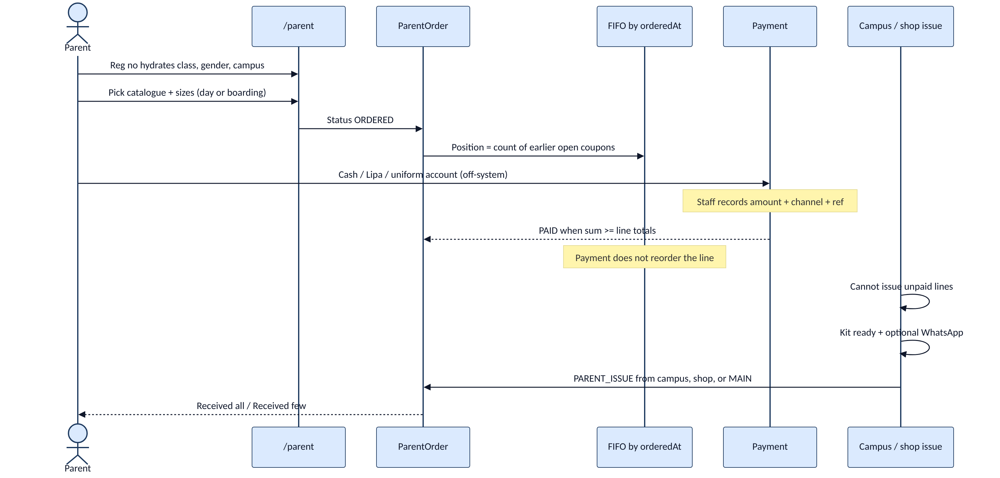 Parent
/parent
ParentOrder
FIFO by orderedAt
Payment
Campus / shop issue
Reg no hydrates class, gender, campus
Pick catalogue + sizes (day or boarding)
Status ORDERED
Position = count of earlier open coupons
Cash / Lipa / uniform account (off-system)
Staff records amount + channel + ref
PAID when sum >= line totals
Payment does not reorder the line
Cannot issue unpaid lines
Kit ready + optional WhatsApp
PARENT_ISSUE from campus, shop, or MAIN
Received all / Received few
Parent
/parent
ParentOrder
FIFO by orderedAt
Payment
Campus / shop issue